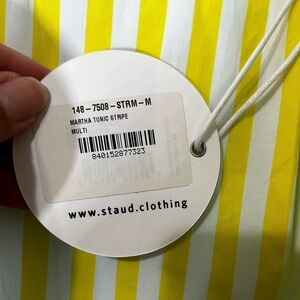 148-7508-STRM-M
MARTHA TUNIC STRIPE
MULTI
840152877323
www.staud.clothing